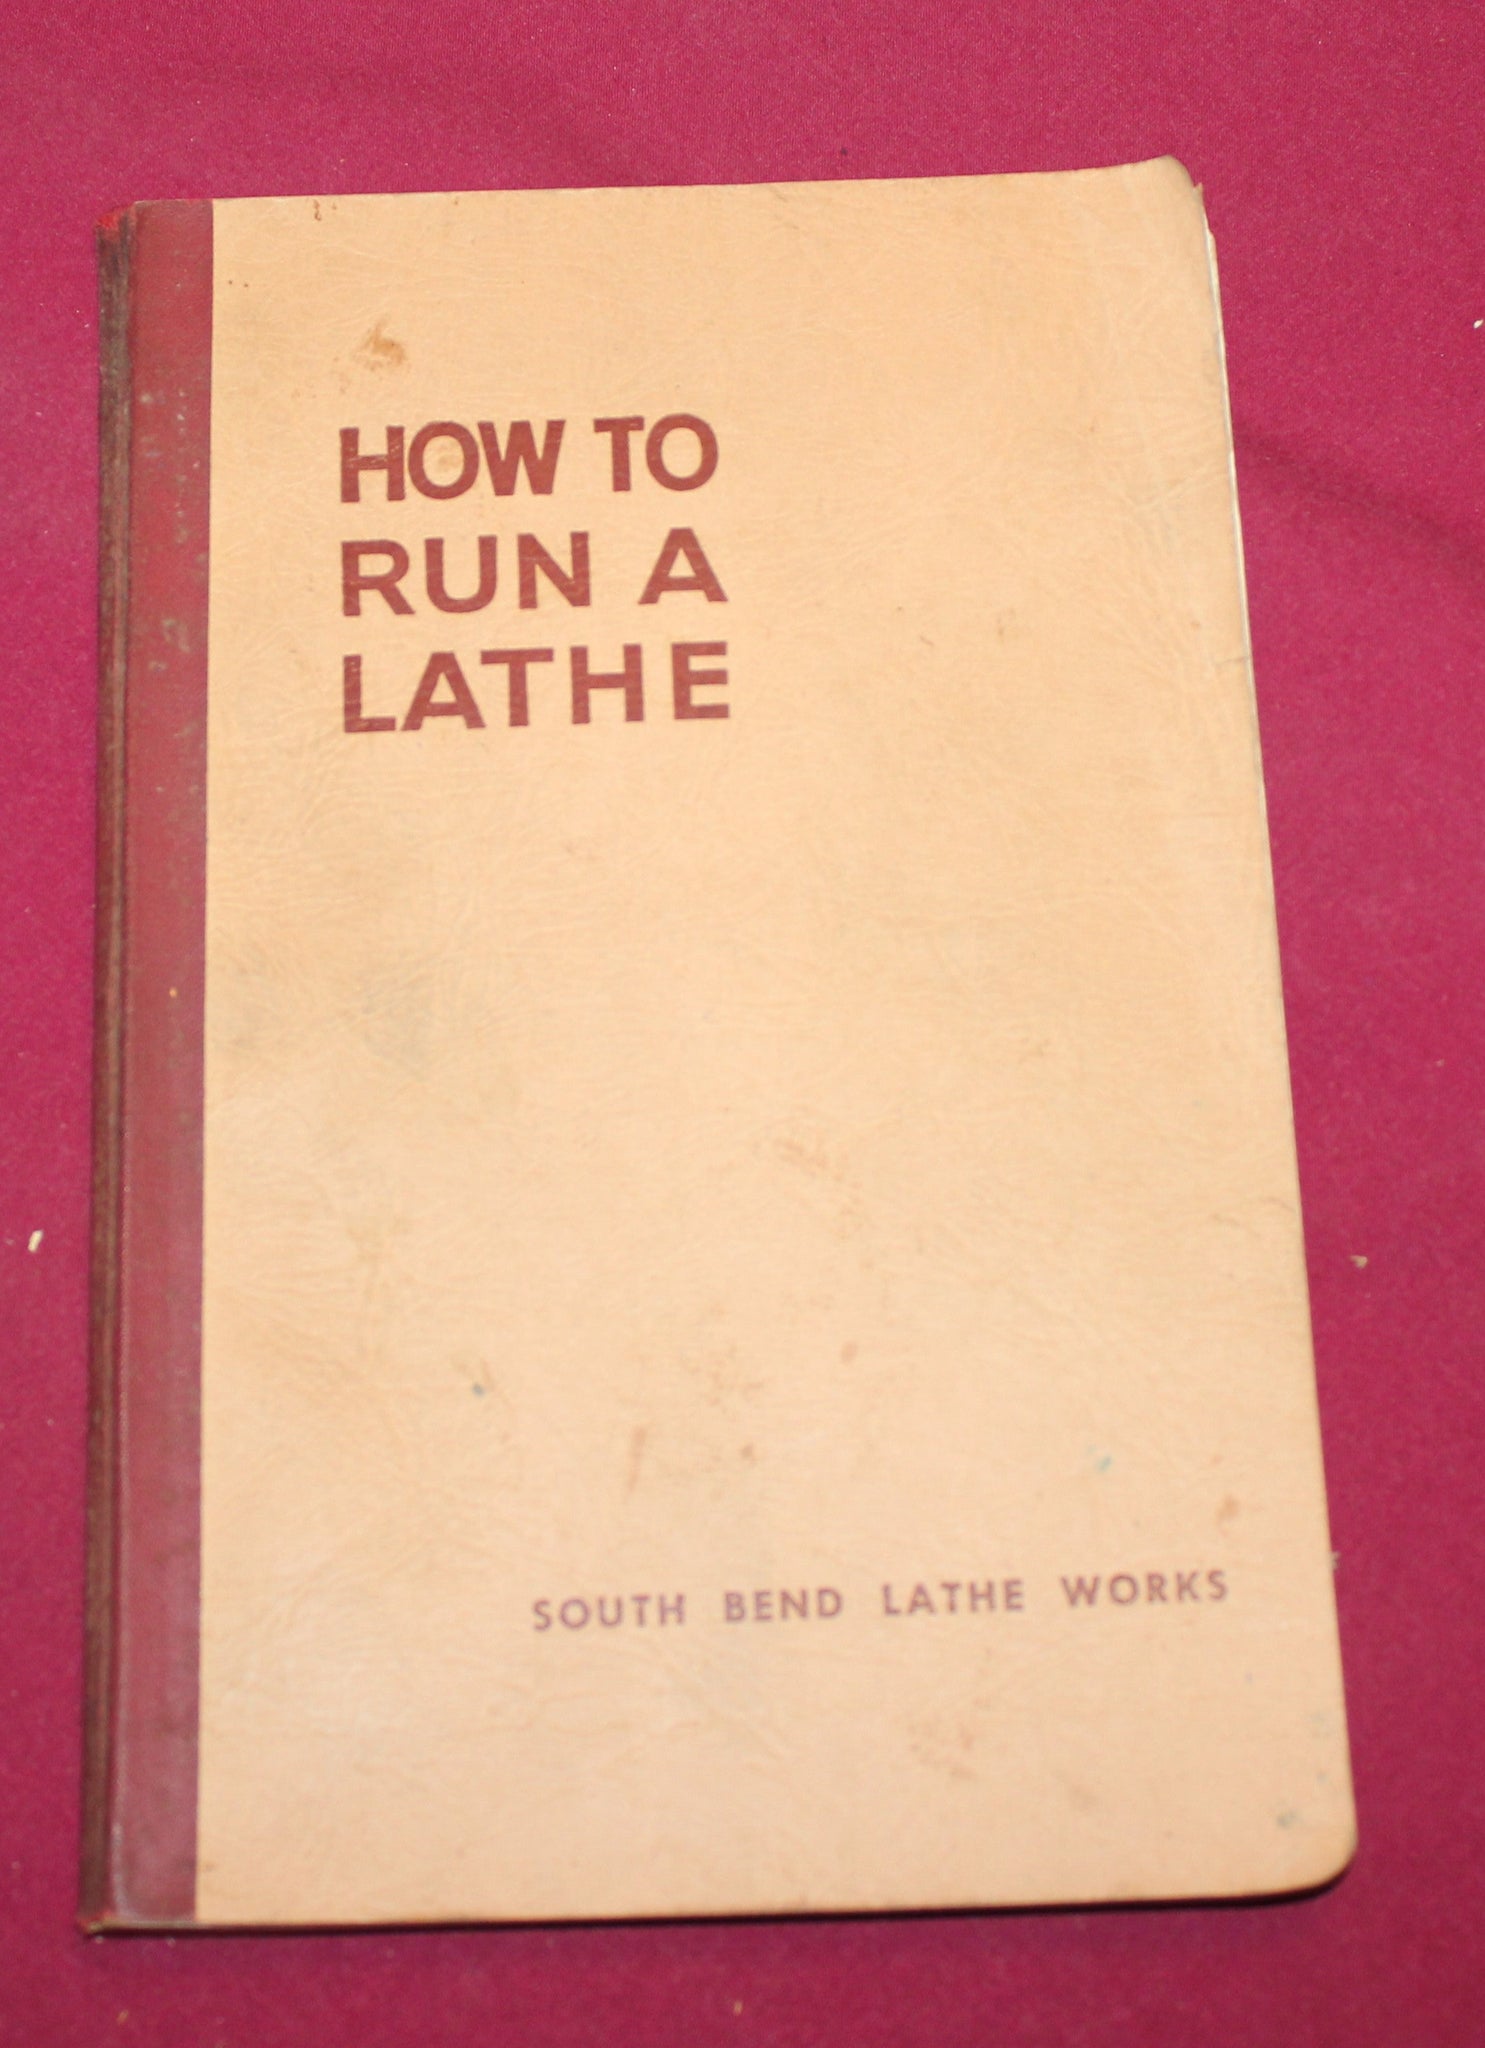 HOW TO
RUN A
LATHE
SOUTH BEND LATHE WORKS